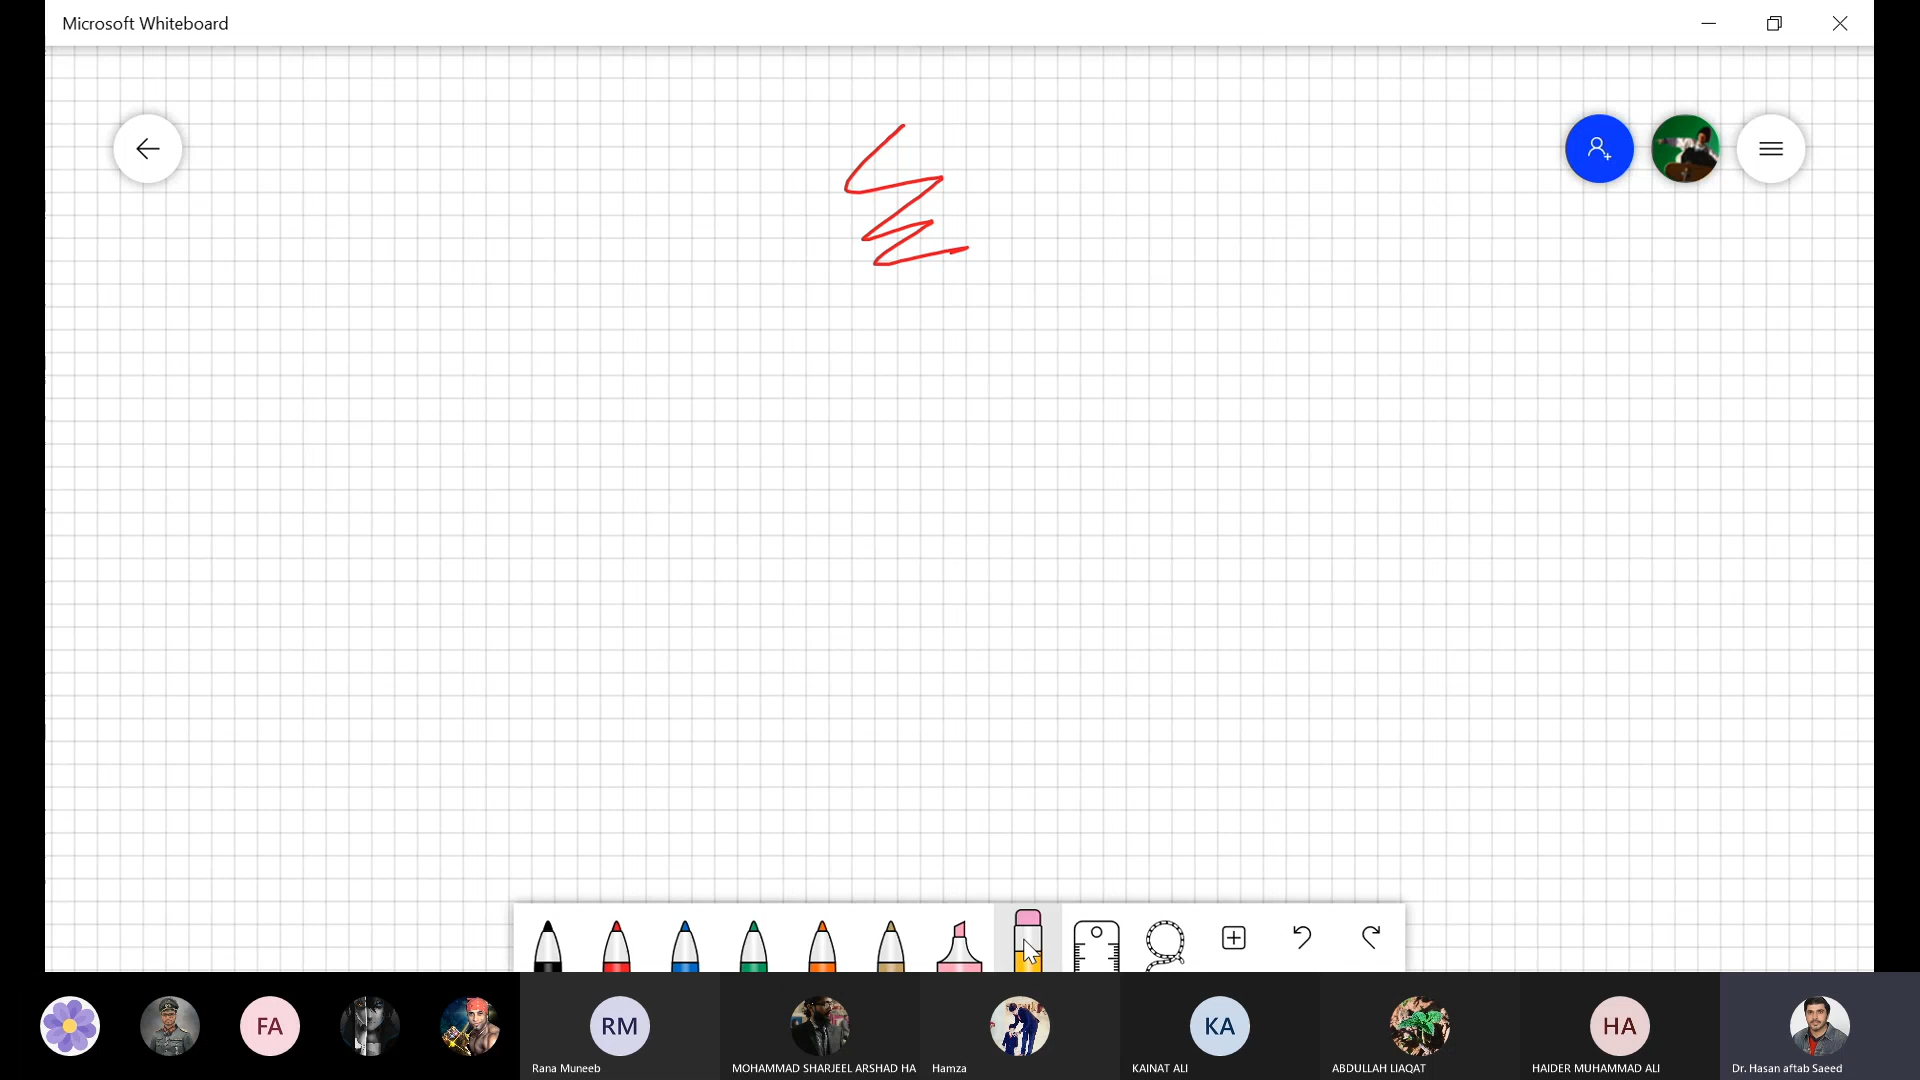 Microsoft Whiteboard
FA
RM
KA
HA
Rana Muneeb
MOHAMMAD SHARJEEL ARSHAD HA
Hamza
KAINAT ALI
ABDULLAH LIAQAT
HAIDER MUHAMMAD ALI
Dr. Hasan aftab Saeed